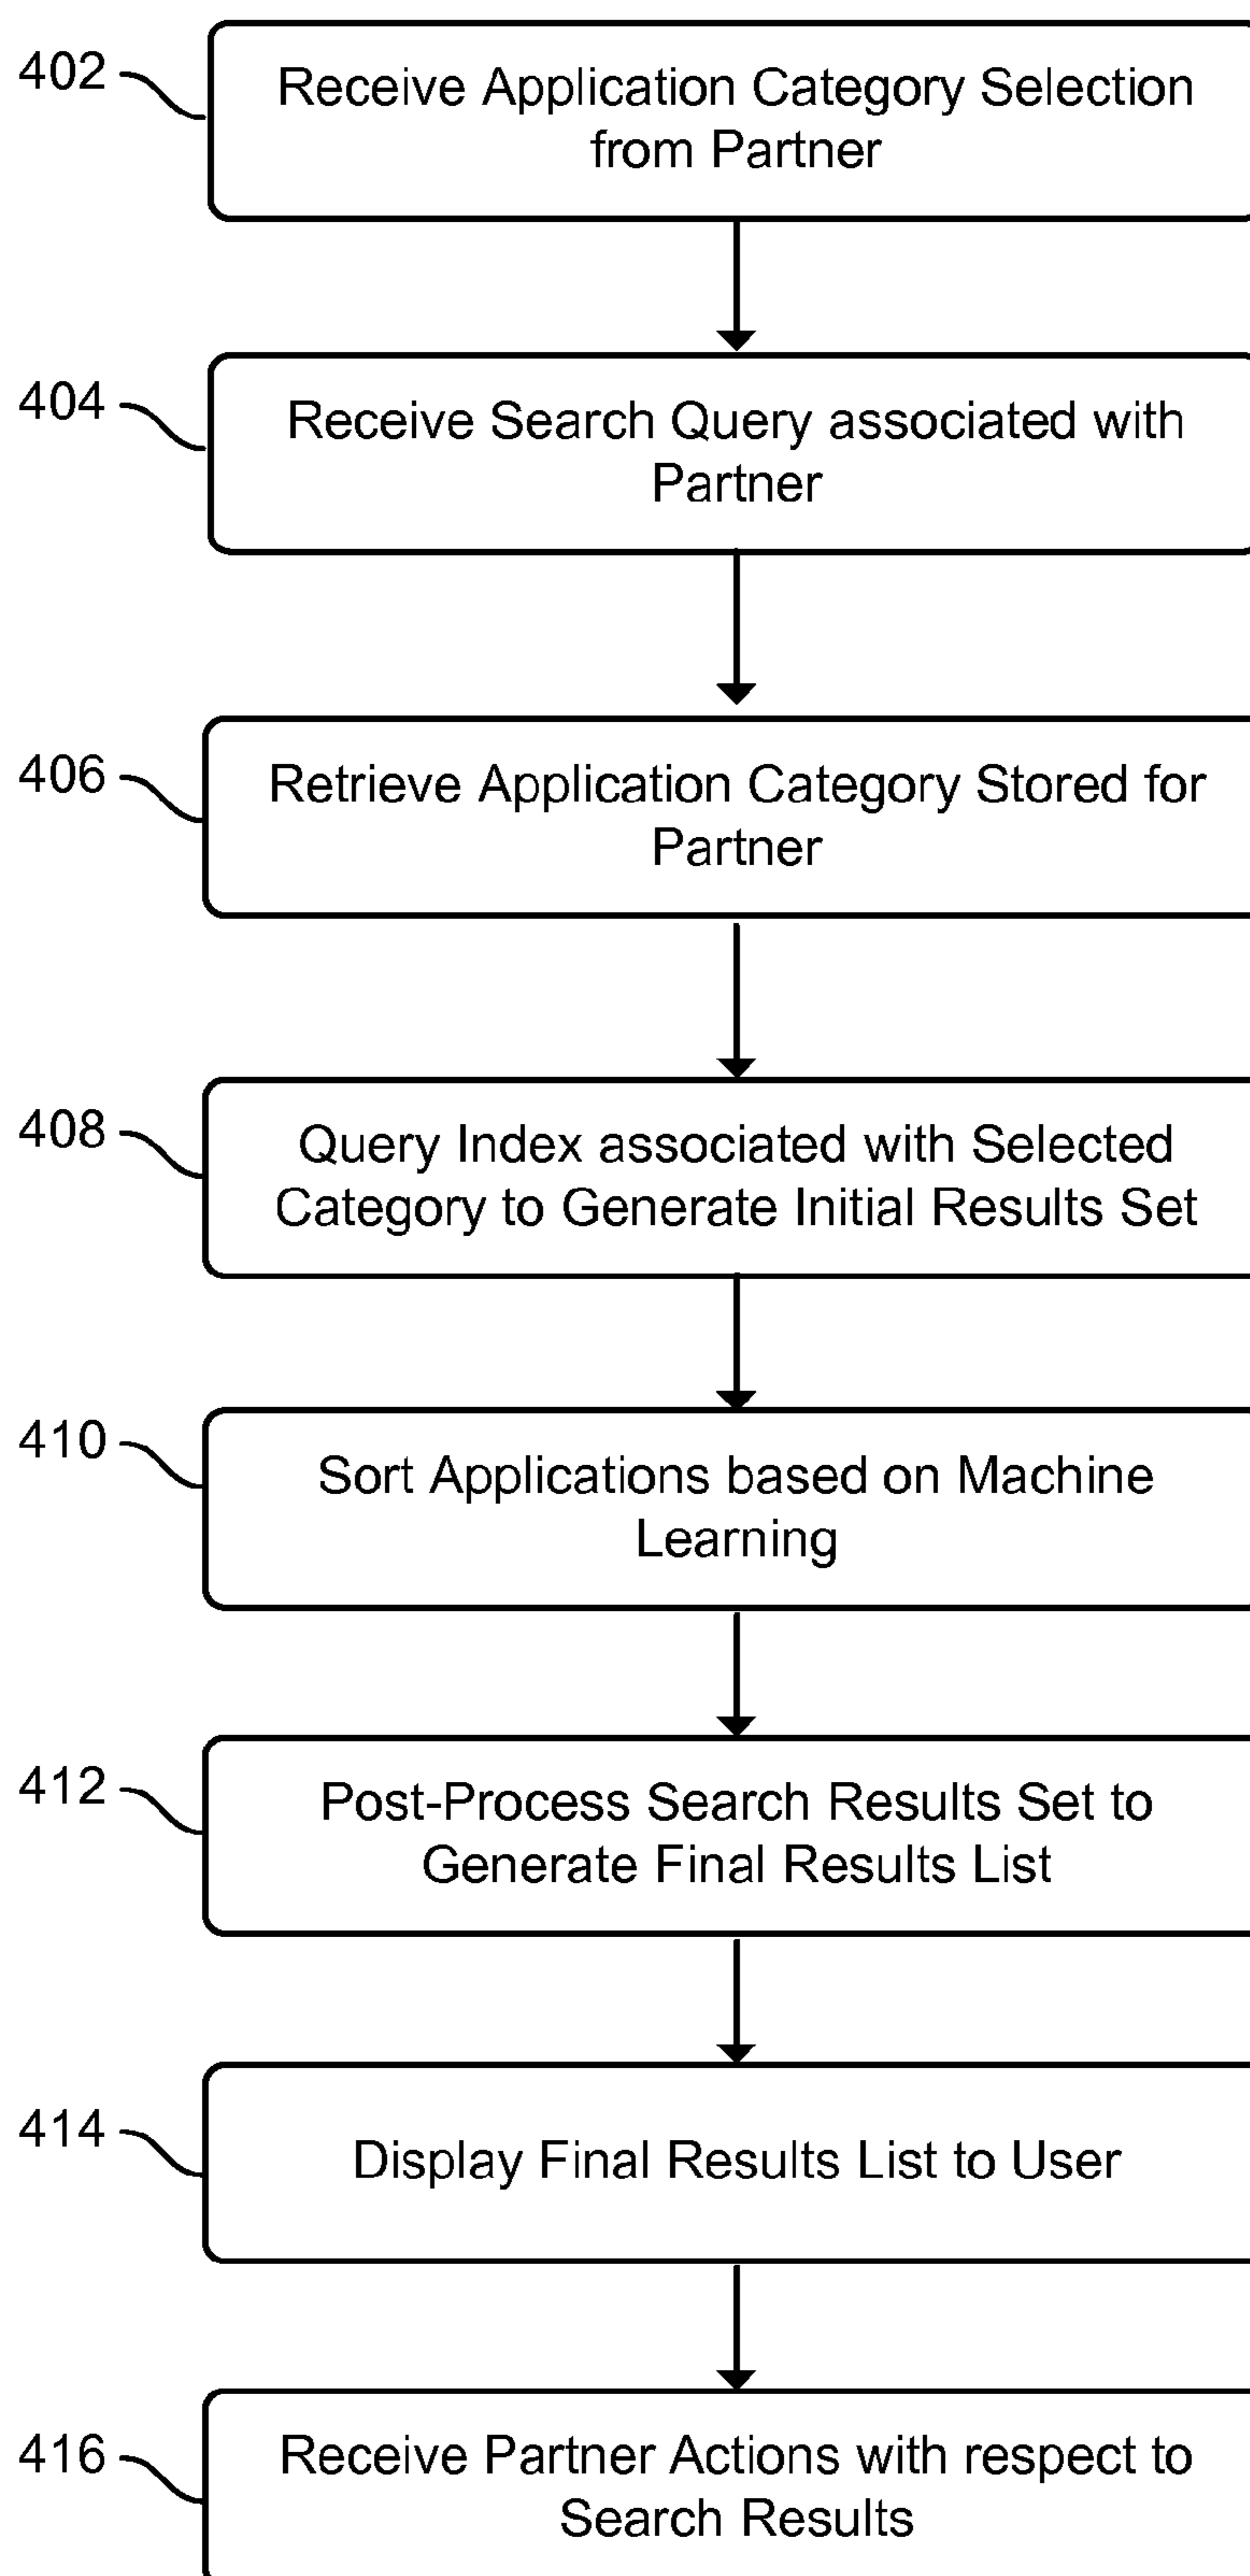 402
Receive Application Category Selection
from Partner
404
Receive Search Query associated with
Partner
406
Retrieve Application Category Stored for
Partner
408
Query Index associated with Selected
Category to Generate Initial Results Set
410
Sort Applications based on Machine
Learning
412
Post-Process Search Results Set to
Generate Final Results List
414
Display Final Results List to User
416
Receive Partner Actions with respect to
Search Results